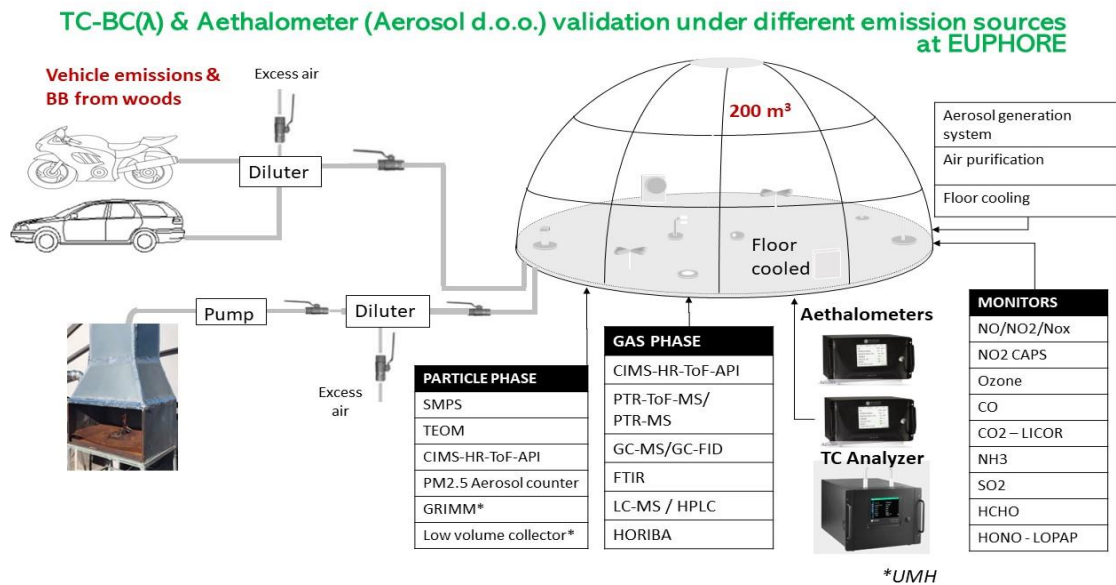 TC-BC(λ) & Aethalometer (Aerosol d.o.o.) validation under different emission sources
at EUPHORE
Vehicle emissions &
BB from woods
Excess air
Diluter
200 m³
Floor
cooled
Aerosol generation
system
Air purification
Floor cooling
Pump
Diluter
Excess
air
PARTICLE PHASE
SMPS
TEOM
CIMS-HR-ToF-API
PM2.5 Aerosol counter
GRIMM*
Low volume collector*
GAS PHASE
CIMS-HR-ToF-API
PTR-ToF-MS/
PTR-MS
GC-MS/GC-FID
FTIR
LC-MS / HPLC
HORIBA
Aethalometers
TC Analyzer
MONITORS
NO/NO2/Nox
NO2 CAPS
Ozone
CO
CO2 – LICOR
NH3
SO2
HCHO
HONO - LOPAP
*UMH